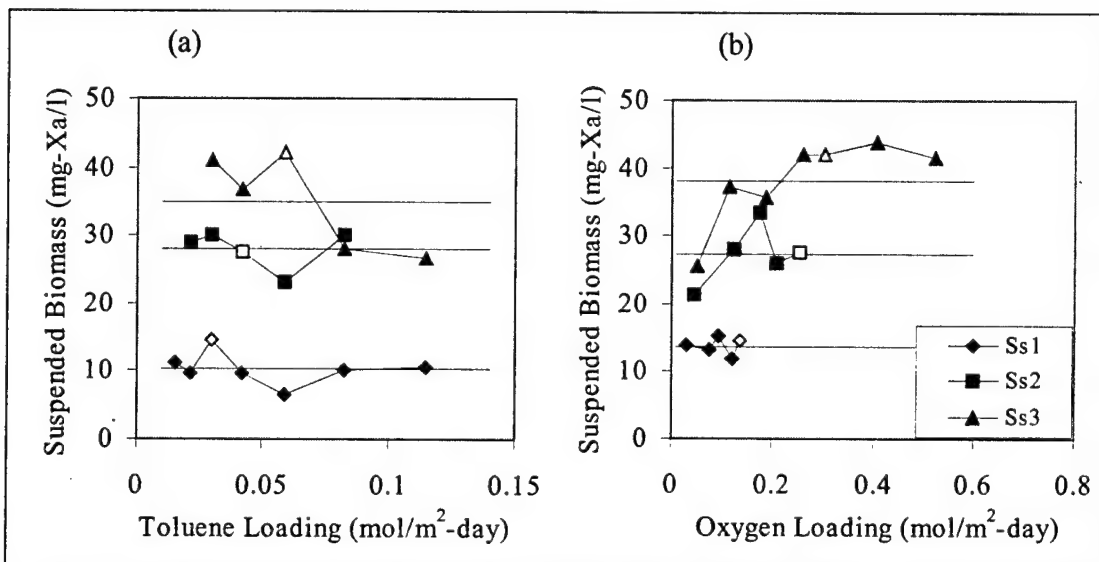 (a)
(b)
Suspended Biomass (mg-Xa/l)
50
40
30
20
10
0
0
0.05
0.1
0.15
Toluene Loading (mol/m²-day)
Suspended Biomass (mg-Xa/l)
50
40
30
20
10
0
0
0.2
0.4
0.6
0.8
Oxygen Loading (mol/m²-day)
Ss1
Ss2
Ss3